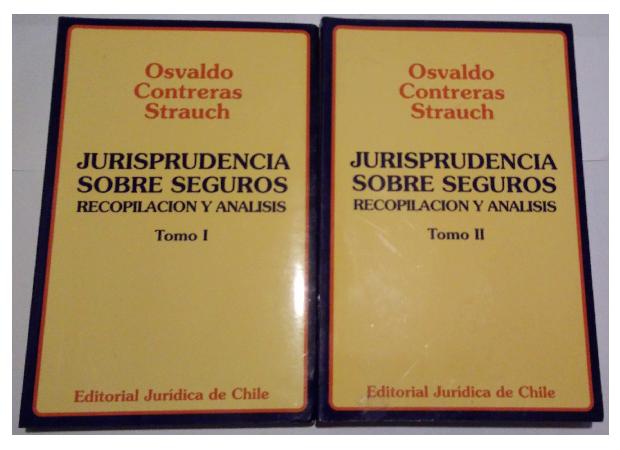 Osvaldo
Contreras
Strauch
JURISPRUDENCIA
SOBRE SEGUROS
RECOPILACION Y ANALISIS
Tomo I
Editorial Jurídica de Chile
Osvaldo
Contreras
Strauch
JURISPRUDENCIA
SOBRE SEGUROS
RECOPILACION Y ANALISIS
Tomo II
Editorial Jurídica de Chile